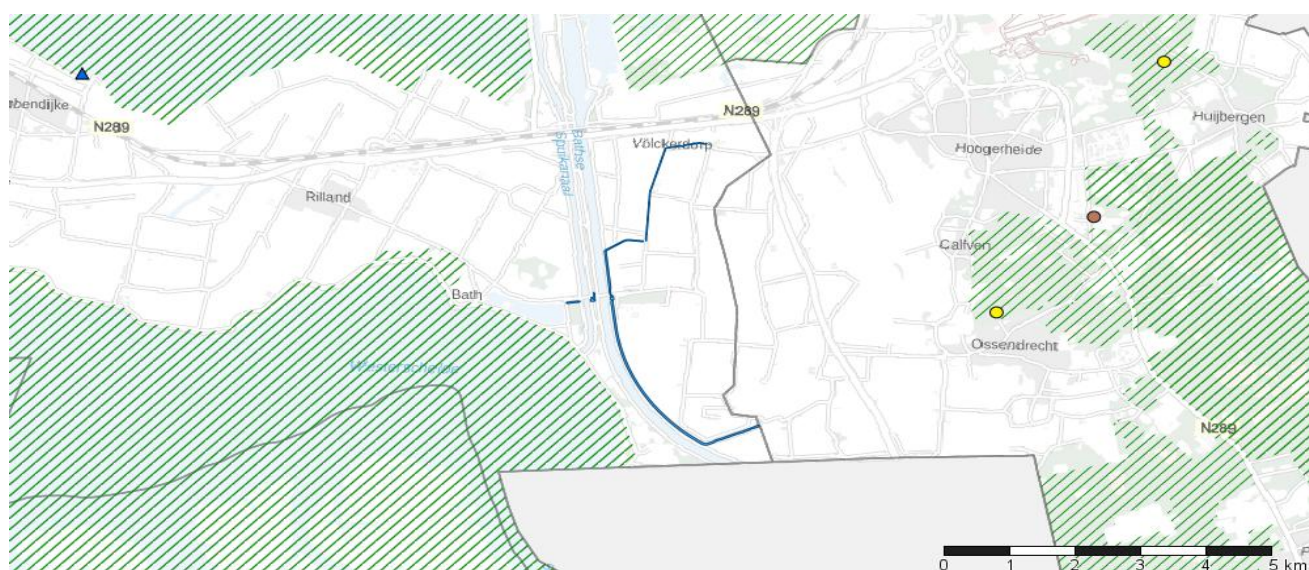 bendijke
N289
N289
Völckerdorp
Huijbergen
Hoogerheide
Bathse
Spuikanaal
Rilland
Calfven
Bath
Ossendrecht
Westerschelde
N289
0 1 2 3 4 5 km